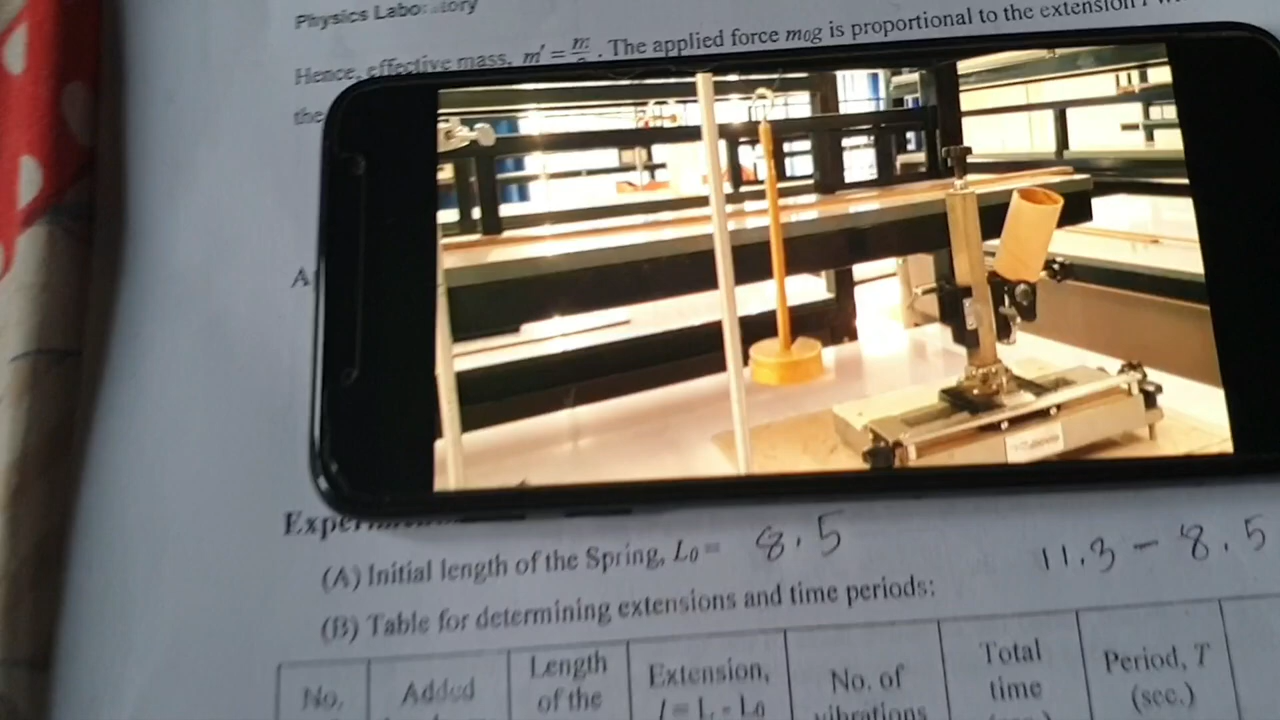 Physics Laboratory
Hence, effective mass, m' = m . The applied force m₀g is proportional to the extension
the
A
(A) Initial length of the Spring, L₀ = 8.5
11.3 - 8.5
(B) Table for determining extensions and time periods:
No. Added Length of the Extension, l = L - L₀ No. of vibrations Total time Period, T (sec.)